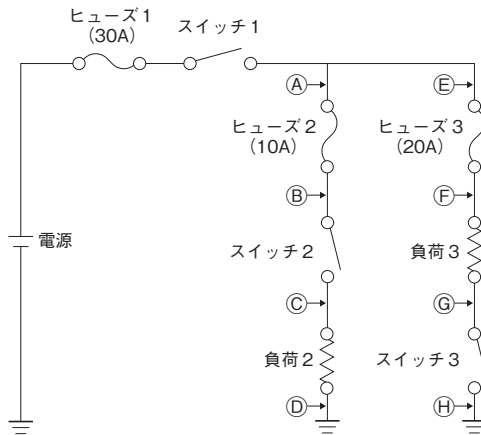 ヒューズ1
(30A)
スイッチ1
Ⓐ
Ⓔ
ヒューズ2
(10A)
ヒューズ3
(20A)
Ⓑ
Ⓕ
電源
スイッチ2
負荷3
Ⓒ
Ⓖ
負荷2
スイッチ3
Ⓓ
Ⓗ